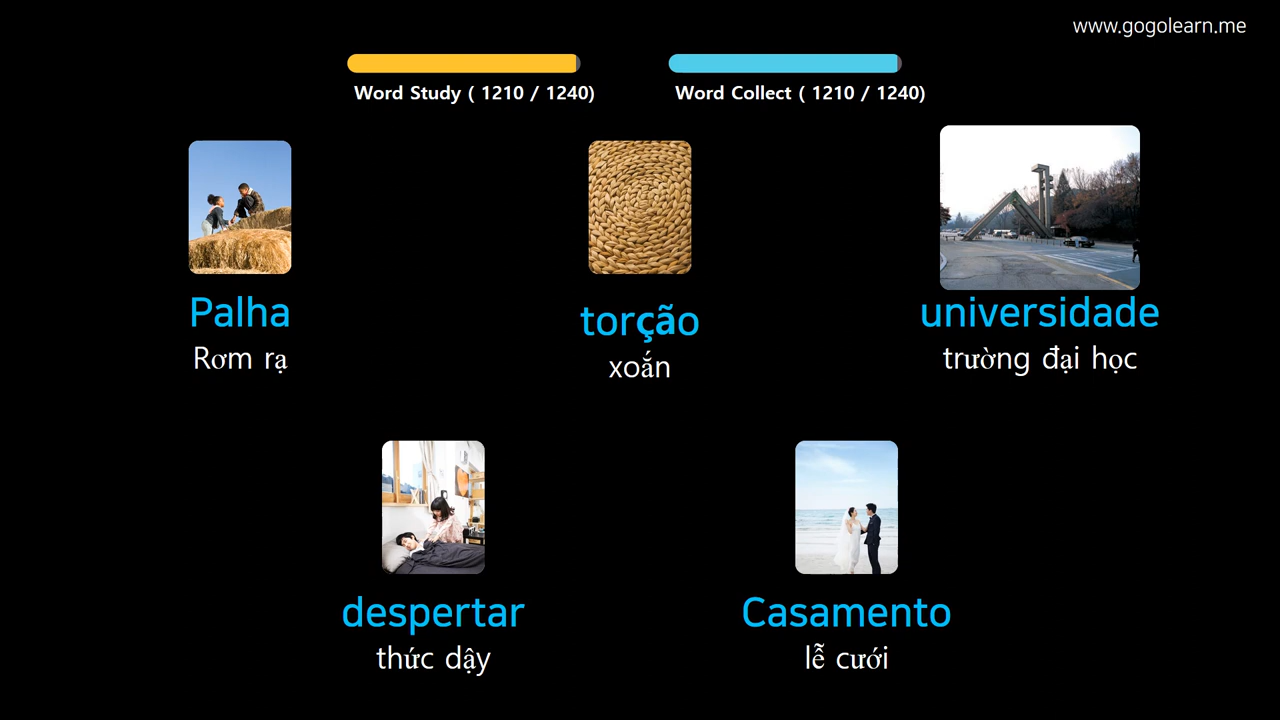 www.gogolearn.me
Word Study ( 1210 / 1240)
Word Collect ( 1210 / 1240)
Palha
Rơm rạ
torção
xoắn
universidade
trường đại học
despertar
thức dậy
Casamento
lễ cưới